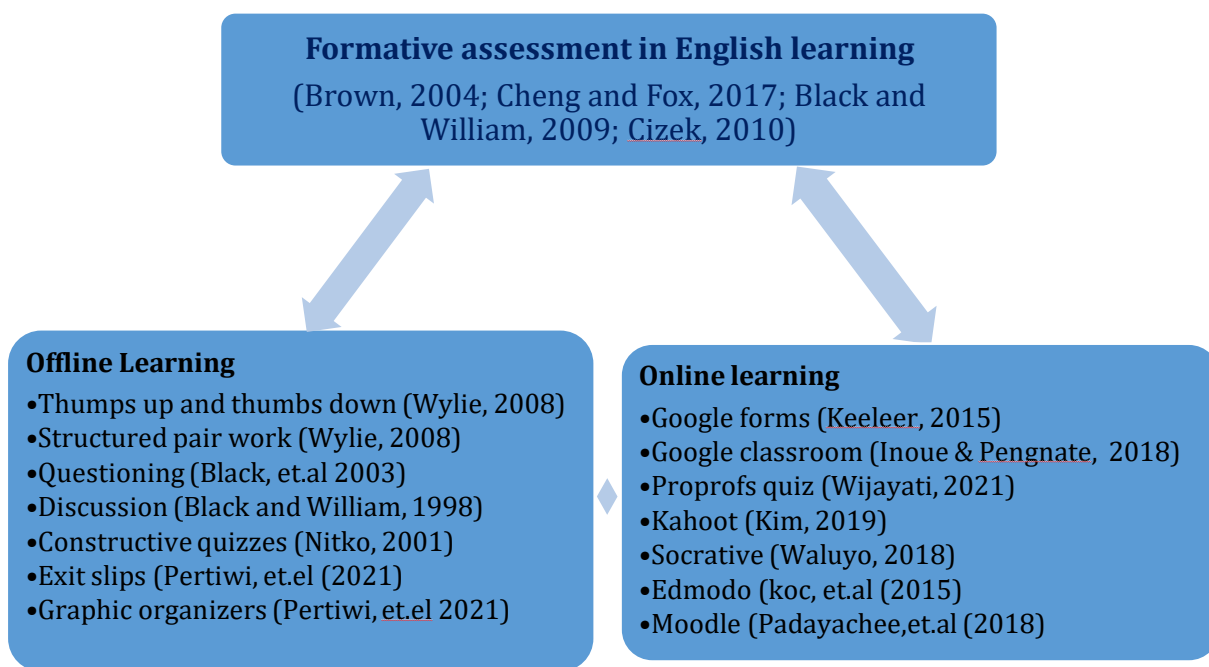 Formative assessment in English learning
(Brown, 2004; Cheng and Fox, 2017; Black and
William, 2009; Cizek, 2010)
Offline Learning
•Thumps up and thumbs down (Wylie, 2008)
•Structured pair work (Wylie, 2008)
•Questioning (Black, et.al 2003)
•Discussion (Black and William, 1998)
•Constructive quizzes (Nitko, 2001)
•Exit slips (Pertiwi, et.el (2021)
•Graphic organizers (Pertiwi, et.el 2021)
Online learning
•Google forms (Keeleer, 2015)
•Google classroom (Inoue & Pengnate, 2018)
•Proprofs quiz (Wijayati, 2021)
•Kahoot (Kim, 2019)
•Socrative (Waluyo, 2018)
•Edmodo (koc, et.al (2015)
•Moodle (Padayachee,et.al (2018)